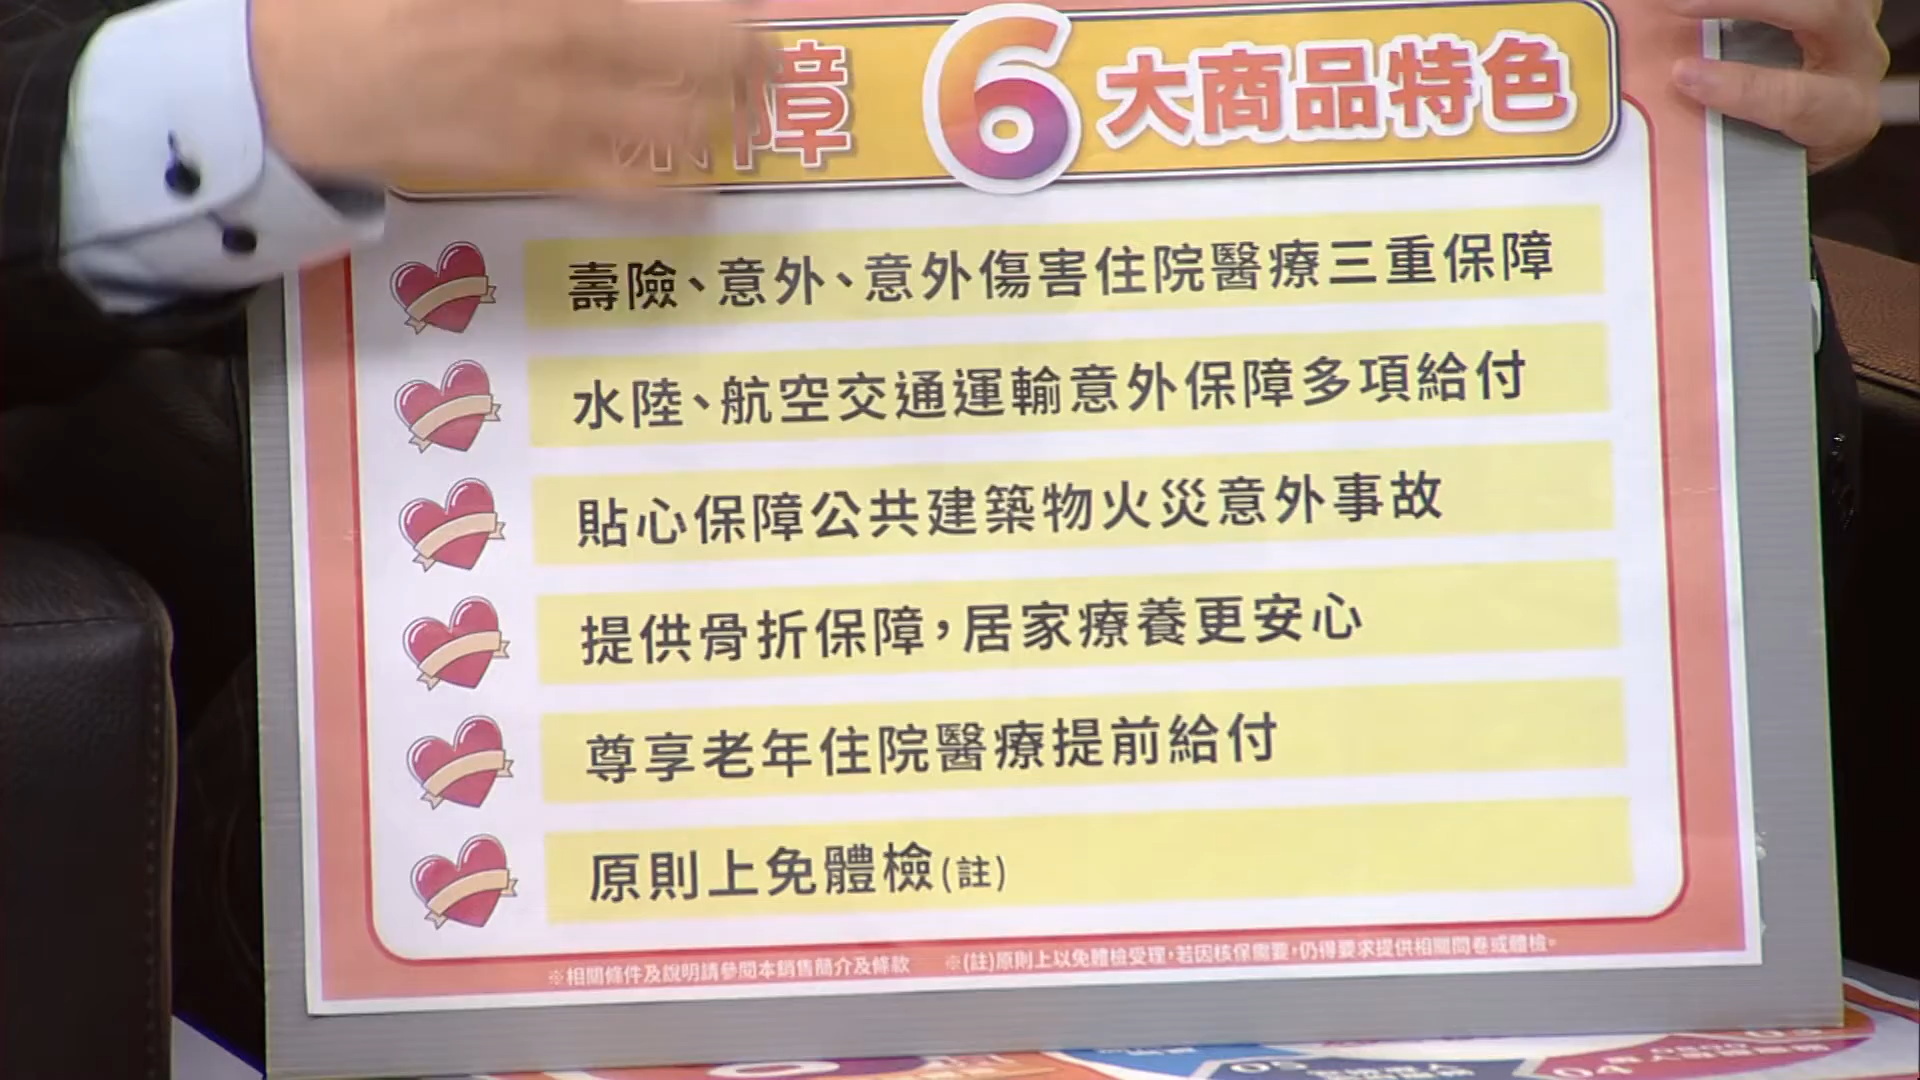 保障 6 大商品特色
壽險、意外、意外傷害住院醫療三重保障
水陸、航空交通運輸意外保障多項給付
貼心保障公共建築物火災意外事故
提供骨折保障，居家療養更安心
尊享老年住院醫療提前給付
原則上免體檢(註)
※相關條件及說明請參閱本銷售簡介及條款 ※(註)原則上以免體檢受理，若因核保需要，仍得要求提供相關問卷或體檢。